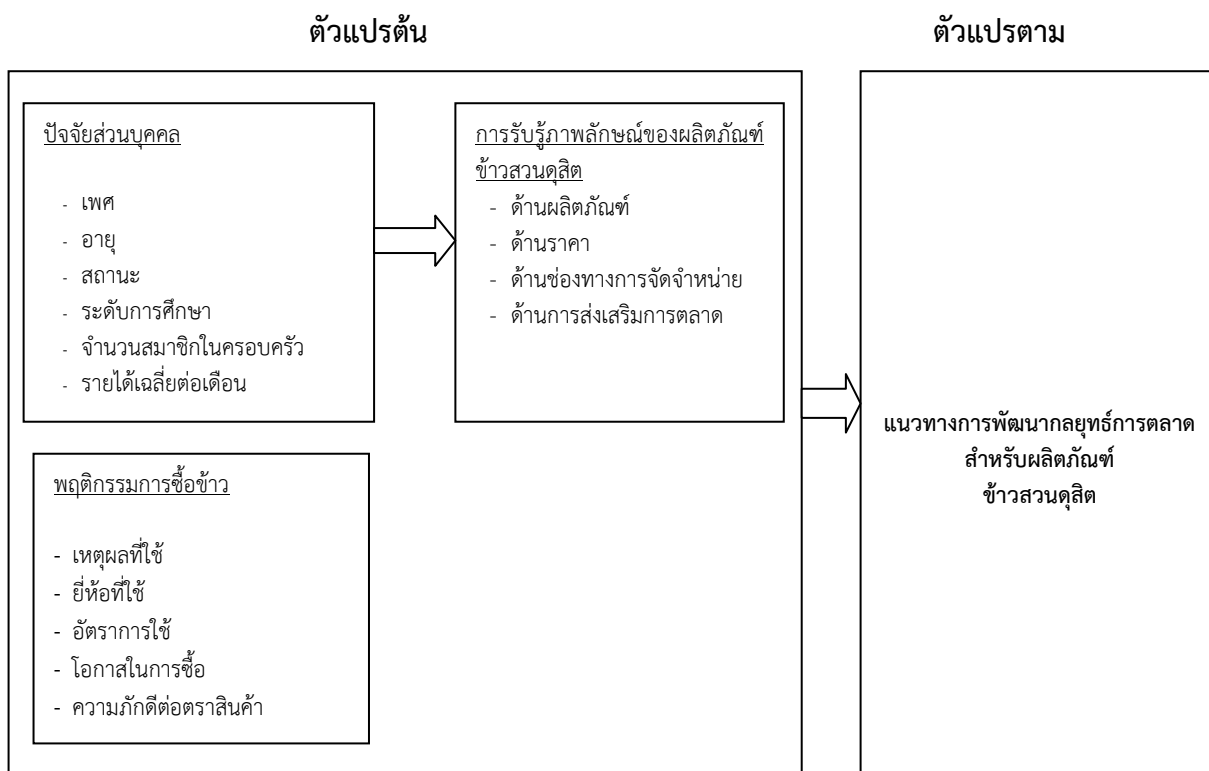 ตัวแปรต้น
ตัวแปรตาม
ปัจจัยส่วนบุคคล
- เพศ
- อายุ
- สถานะ
- ระดับการศึกษา
- จำนวนสมาชิกในครอบครัว
- รายได้เฉลี่ยต่อเดือน
การรับรู้ภาพลักษณ์ของผลิตภัณฑ์
ข้าวสวนดุสิต
- ด้านผลิตภัณฑ์
- ด้านราคา
- ด้านช่องทางการจัดจำหน่าย
- ด้านการส่งเสริมการตลาด
พฤติกรรมการซื้อข้าว
- เหตุผลที่ใช้
- ยี่ห้อที่ใช้
- อัตราการใช้
- โอกาสในการซื้อ
- ความภักดีต่อตราสินค้า
แนวทางการพัฒนากลยุทธ์การตลาด
สำหรับผลิตภัณฑ์
ข้าวสวนดุสิต